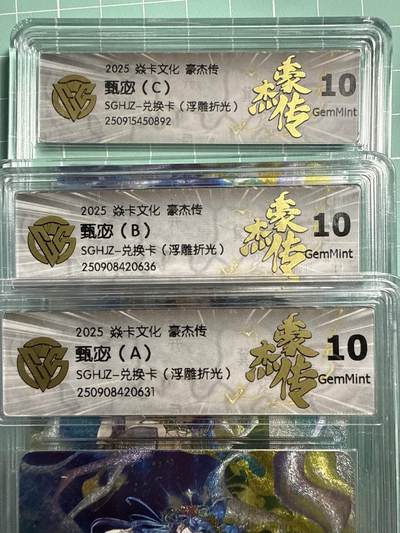 2025 焱卡文化 豪杰传
甄宓（C）
SGHJZ-兑换卡（浮雕折光）
250915450892
豪杰传
10
GemMint
2025 焱卡文化 豪杰传
甄宓（B）
SGHJZ-兑换卡（浮雕折光）
250908420636
豪杰传
10
GemMint
2025 焱卡文化 豪杰传
甄宓（A）
SGHJZ-兑换卡（浮雕折光）
250908420631
豪杰传
10
GemMint